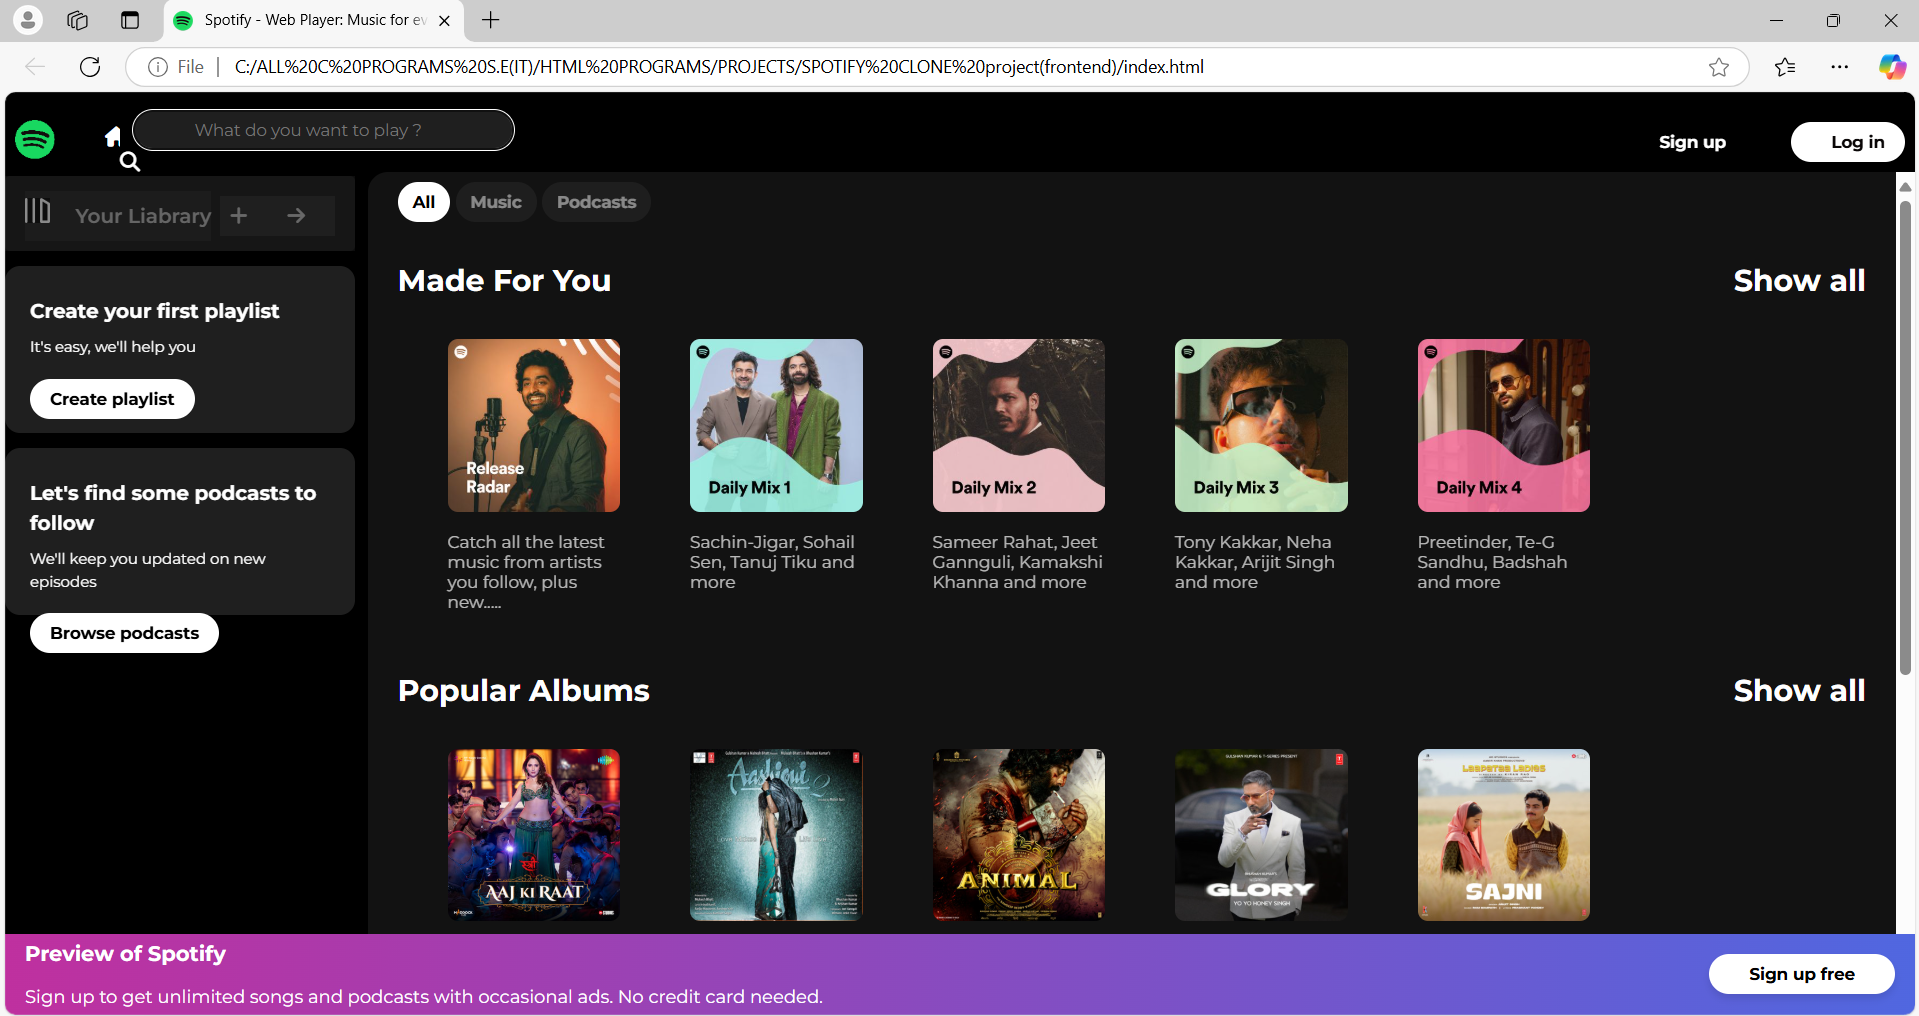 Spotify - Web Player: Music for ev
File
C:/ALL%20C%20PROGRAMS%20S.E(IT)/HTML%20PROGRAMS/PROJECTS/SPOTIFY%20CLONE%20project(frontend)/index.html
What do you want to play ?
Sign up
Log in
Your Liabrary
All
Music
Podcasts
Create your first playlist
It's easy, we'll help you
Create playlist
Let's find some podcasts to
follow
We'll keep you updated on new
episodes
Browse podcasts
Made For You
Show all
Release
Radar
Daily Mix 1
Daily Mix 2
Daily Mix 3
Daily Mix 4
Catch all the latest
music from artists
you follow, plus
new.....
Sachin-Jigar, Sohail
Sen, Tanuj Tiku and
more
Sameer Rahat, Jeet
Gannguli, Kamakshi
Khanna and more
Tony Kakkar, Neha
Kakkar, Arijit Singh
and more
Preetinder, Te-G
Sandhu, Badshah
and more
Popular Albums
Show all
स्त्री
AAJ KI RAAT
Aashiqui 2
ANIMAL
GULSHAN KUMAR & T-SERIES PRESENT
GLORY
YO YO HONEY SINGH
Laapataa Ladies
SAJNI
Preview of Spotify
Sign up to get unlimited songs and podcasts with occasional ads. No credit card needed.
Sign up free